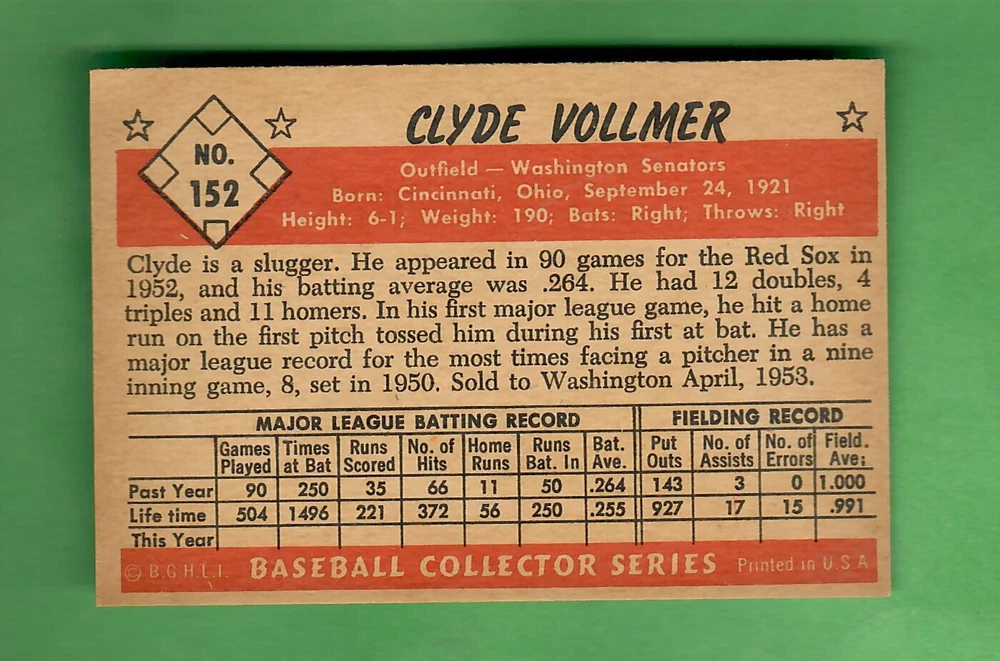 CLYDE VOLLMER
NO.
152
Outfield — Washington Senators
Born: Cincinnati, Ohio, September 24, 1921
Height: 6-1; Weight: 190; Bats: Right; Throws: Right
Clyde is a slugger. He appeared in 90 games for the Red Sox in
1952, and his batting average was .264. He had 12 doubles, 4
triples and 11 homers. In his first major league game, he hit a home
run on the first pitch tossed him during his first at bat. He has a
major league record for the most times facing a pitcher in a nine
inning game, 8, set in 1950. Sold to Washington April, 1953.
MAJOR LEAGUE BATTING RECORD FIELDING RECORD
Games Times Runs No. of Home Runs Bat. Put No. of No. of Field.
Played at Bat Scored Hits Runs Bat. In Ave. Outs Assists Errors Ave:
Past Year 90 250 35 66 11 50 .264 143 3 0 1.000
Life time 504 1496 221 372 56 250 .255 927 17 15 .991
This Year
© B.G.H.L.I. BASEBALL COLLECTOR SERIES Printed in U.S.A